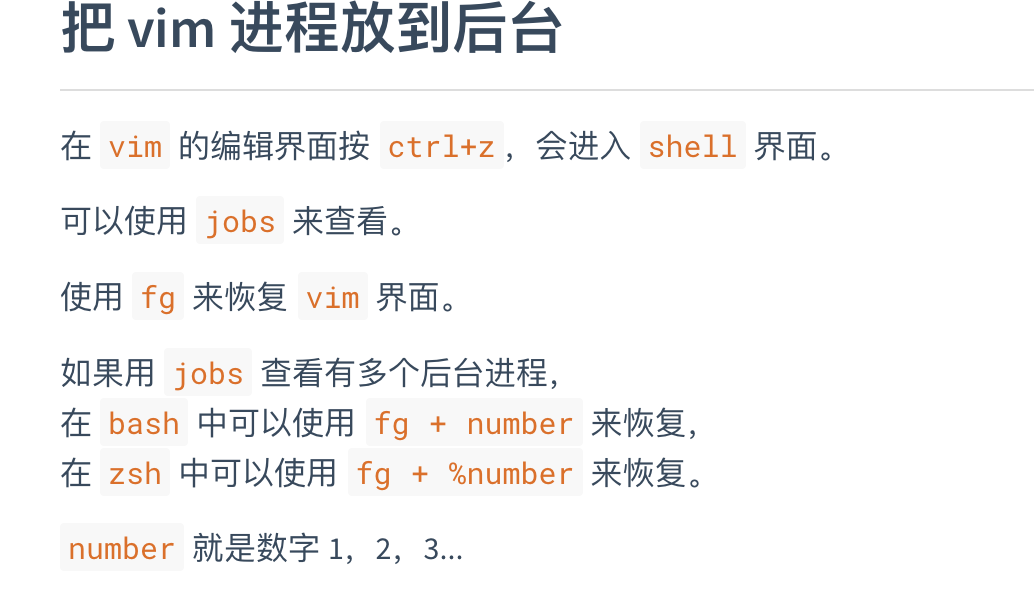 把 vim 进程放到后台
在 vim 的编辑界面按 ctrl+z ，会进入 shell 界面。
可以使用 jobs 来查看。
使用 fg 来恢复 vim 界面。
如果用 jobs 查看有多个后台进程，
在 bash 中可以使用 fg + number 来恢复，
在 zsh 中可以使用 fg + %number 来恢复。
number 就是数字 1，2，3...